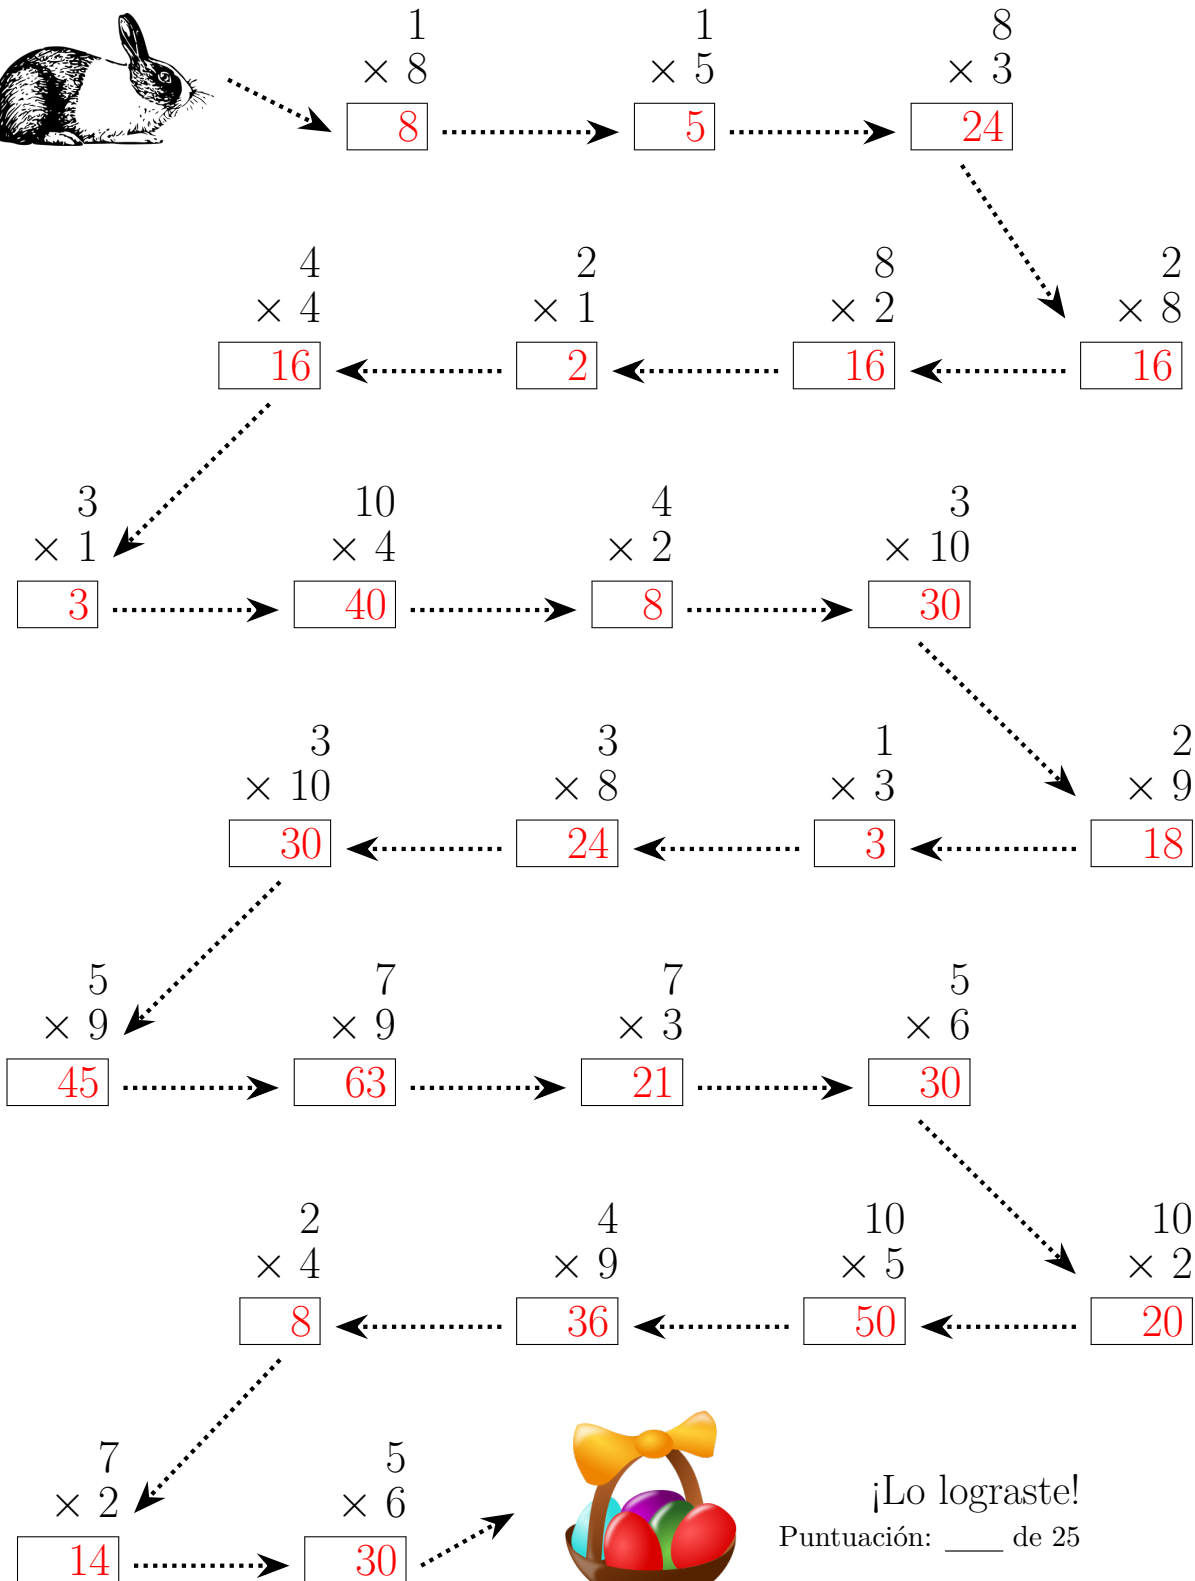 1 1 8
× 8 × 5 × 3
8 5 24
4 2 8 2
× 4 × 1 × 2 × 8
16 2 16 16
3 10 4 3
× 1 × 4 × 2 × 10
3 40 8 30
3 3 1 2
× 10 × 8 × 3 × 9
30 24 3 18
5 7 7 5
× 9 × 9 × 3 × 6
45 63 21 30
2 4 10 10
× 4 × 9 × 5 × 2
8 36 50 20
7 5
× 2 × 6
14 30
¡Lo lograste!
Puntuación: ____ de 25